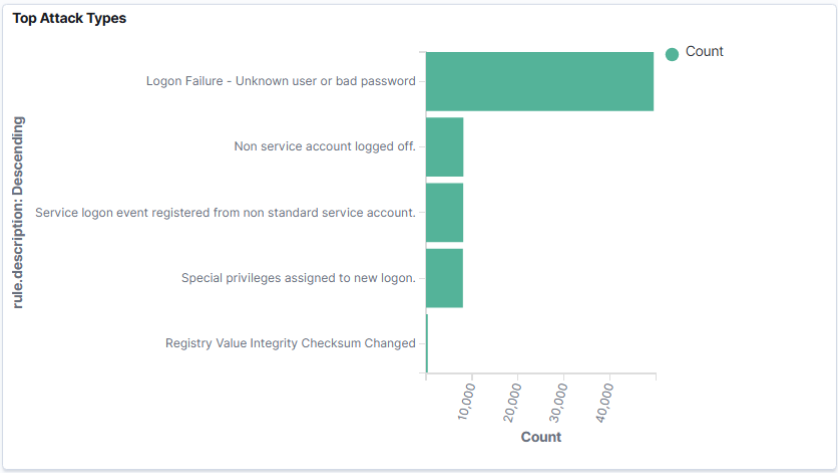 Top Attack Types
Count
rule.description: Descending
Logon Failure - Unknown user or bad password
Non service account logged off.
Service logon event registered from non standard service account.
Special privileges assigned to new logon.
Registry Value Integrity Checksum Changed
10,000
20,000
30,000
40,000
Count